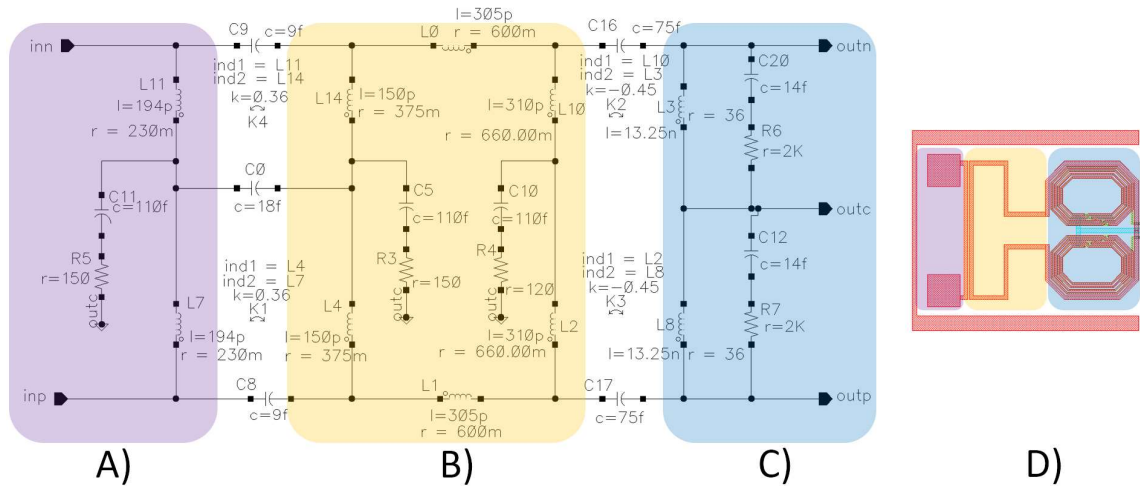 inn
L11
l=194p
r = 230m
C11
c=110f
R5
r=150
outc
L7
l=194p
r = 230m
inp
C9
c=9f
ind1 = L11
ind2 = L14
k=0.36
K4
C0
c=18f
ind1 = L4
ind2 = L7
k=0.36
K1
C8
c=9f
l=305p
L0 r = 600m
L14
l=150p
r = 375m
l=310p
L10
r = 660.00m
C5
c=110f
C10
c=110f
R3
r=150
outc
R4
r=120
outc
L4
l=150p
r = 375m
l=310p L2
r = 660.00m
L1
l=305p
r = 600m
C16
c=75f
ind1 = L10
ind2 = L3
k=-0.45
K2
l=13.25n
ind1 = L2
ind2 = L8
k=-0.45
K3
l=13.25n
C17
c=75f
L3
r = 36
C20
c=14f
R6
r=2K
outn
outc
C12
c=14f
L8
r = 36
R7
r=2K
outp
A)
B)
C)
D)